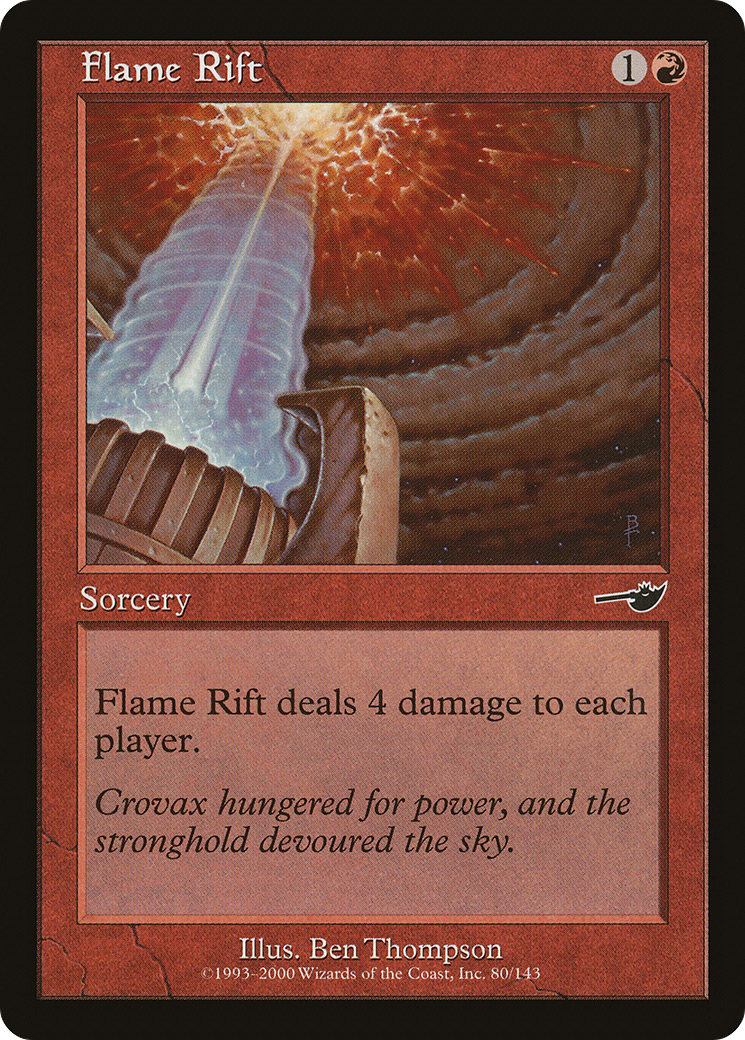 Flame Rift 1
Sorcery
Flame Rift deals 4 damage to each
player.
Crovax hungered for power, and the
stronghold devoured the sky.
Illus. Ben Thompson
©1993–2000 Wizards of the Coast, Inc. 80/143